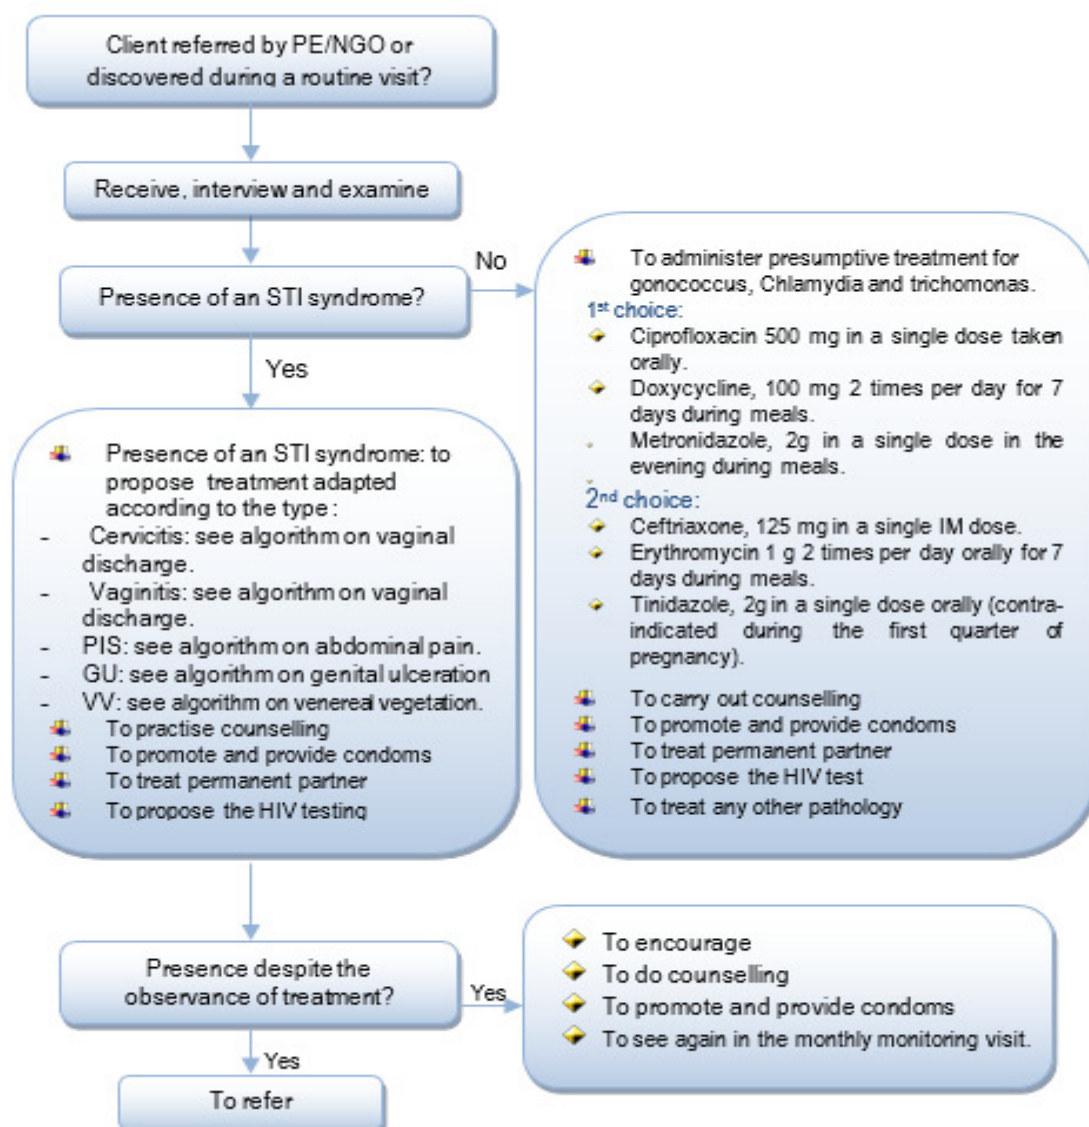 Client referred by PE/NGO or
discovered during a routine visit?
Receive, interview and examine
Presence of an STI syndrome?
No
Yes
To administer presumptive treatment for
gonococcus, Chlamydia and trichomonas.
1st choice:
Ciprofloxacin 500 mg in a single dose taken
orally.
Doxycycline, 100 mg 2 times per day for 7
days during meals.
Metronidazole, 2g in a single dose in the
evening during meals.
2nd choice:
Ceftriaxone, 125 mg in a single IM dose.
Erythromycin 1 g 2 times per day orally for 7
days during meals.
Tinidazole, 2g in a single dose orally (contra-
indicated during the first quarter of
pregnancy).
To carry out counselling
To promote and provide condoms
To treat permanent partner
To propose the HIV test
To treat any other pathology
Presence of an STI syndrome: to
propose treatment adapted
according to the type :
- Cervicitis: see algorithm on vaginal
discharge.
- Vaginitis: see algorithm on vaginal
discharge.
- PIS: see algorithm on abdominal pain.
- GU: see algorithm on genital ulceration
- VV: see algorithm on venereal vegetation.
To practise counselling
To promote and provide condoms
To treat permanent partner
To propose the HIV testing
Presence despite the
observance of treatment?
Yes
To encourage
To do counselling
To promote and provide condoms
To see again in the monthly monitoring visit.
Yes
To refer